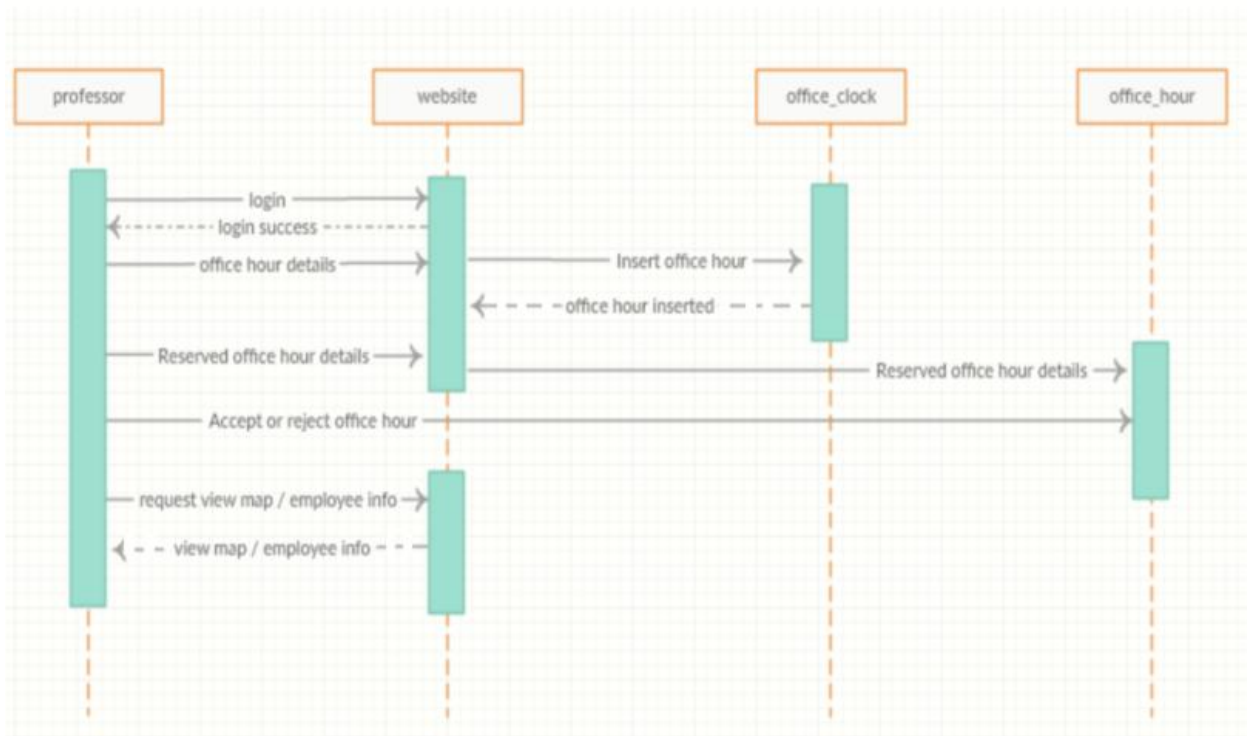 professor
website
office_clock
office_hour
login
login success
office hour details
Insert office hour
office hour inserted
Reserved office hour details
Reserved office hour details
Accept or reject office hour
request view map / employee info
view map / employee info